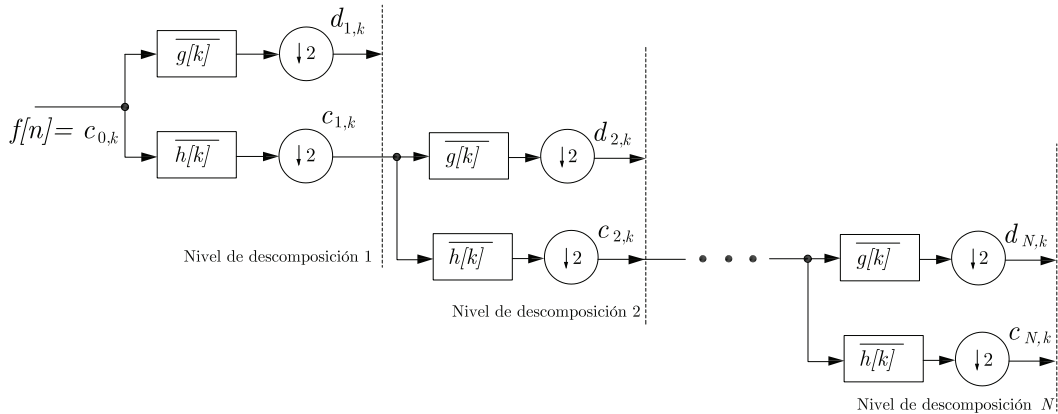 g[k] ↓2 d1,k
f[n]= c0,k
h[k] ↓2 c1,k
Nivel de descomposición 1
g[k] ↓2 d2,k
h[k] ↓2 c2,k
Nivel de descomposición 2
g[k] ↓2 dN,k
h[k] ↓2 cN,k
Nivel de descomposición N